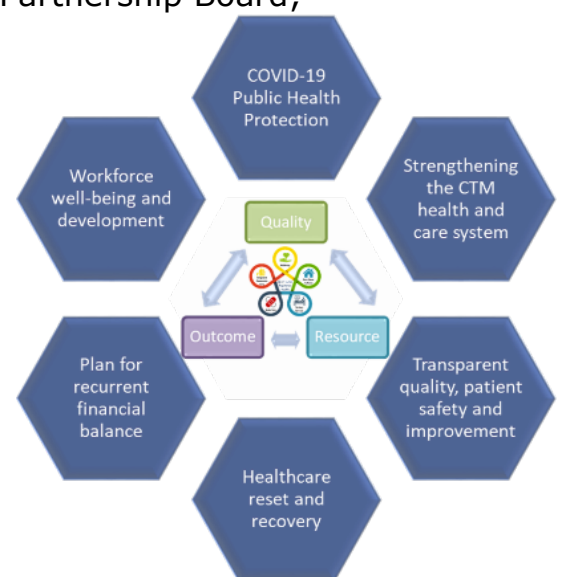 Partnership Board,
COVID-19
Public Health
Protection
Workforce
well-being and
development
Strengthening
the CTM
health and
care system
Quality
Outcome
Resource
Plan for
recurrent
financial
balance
Transparent
quality, patient
safety and
improvement
Healthcare
reset and
recovery